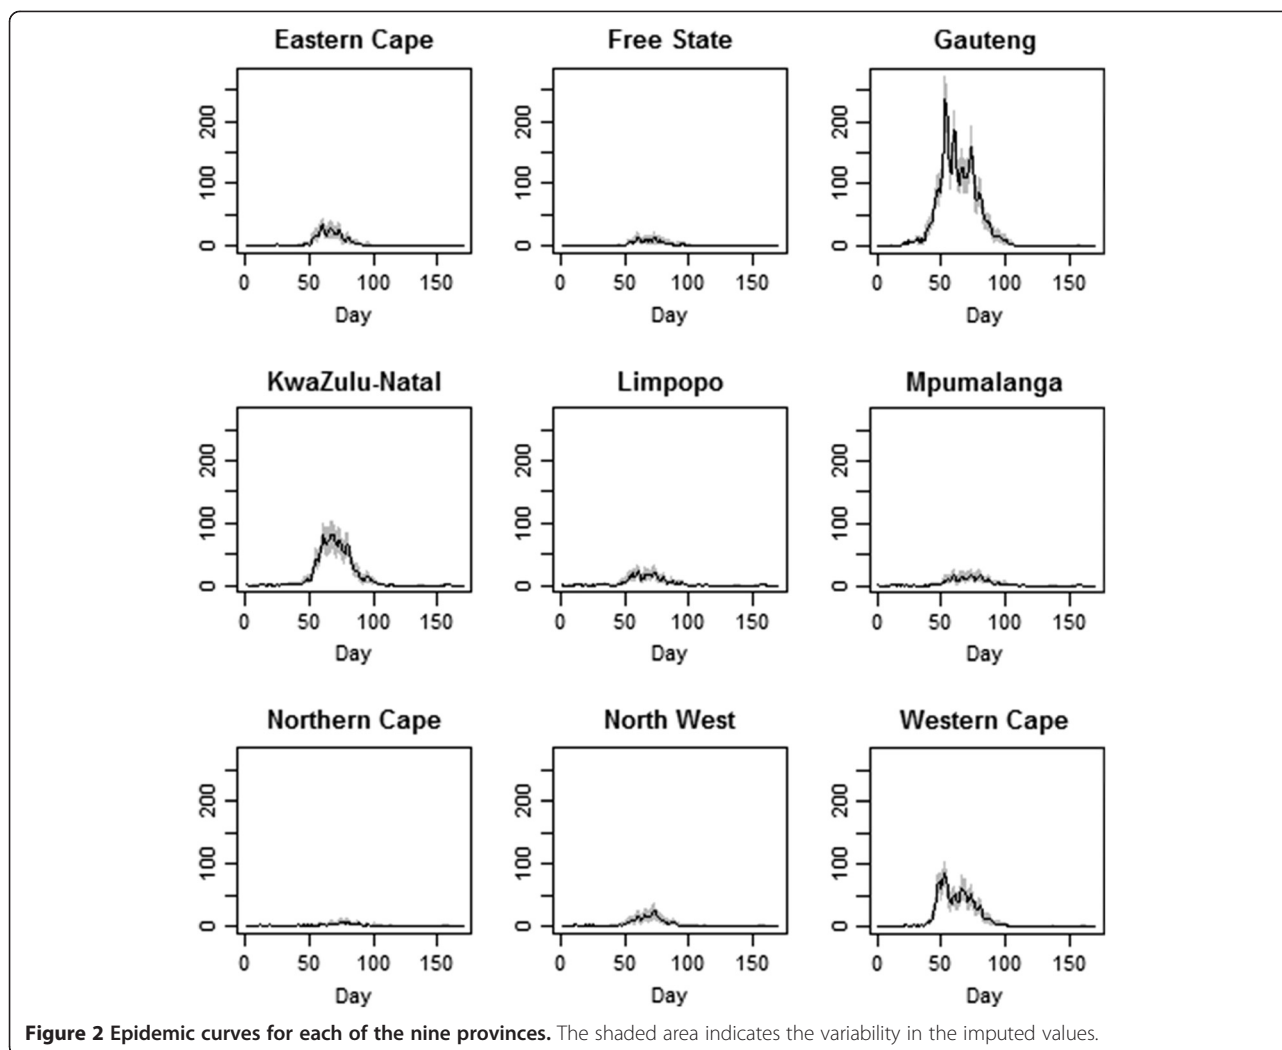 Eastern Cape
Free State
Gauteng
0 100 200
0 100 200
0 100 200
0 50 100 150
0 50 100 150
0 50 100 150
Day
Day
Day
KwaZulu-Natal
Limpopo
Mpumalanga
0 100 200
0 100 200
0 100 200
0 50 100 150
0 50 100 150
0 50 100 150
Day
Day
Day
Northern Cape
North West
Western Cape
0 100 200
0 100 200
0 100 200
0 50 100 150
0 50 100 150
0 50 100 150
Day
Day
Day
Figure 2 Epidemic curves for each of the nine provinces. The shaded area indicates the variability in the imputed values.